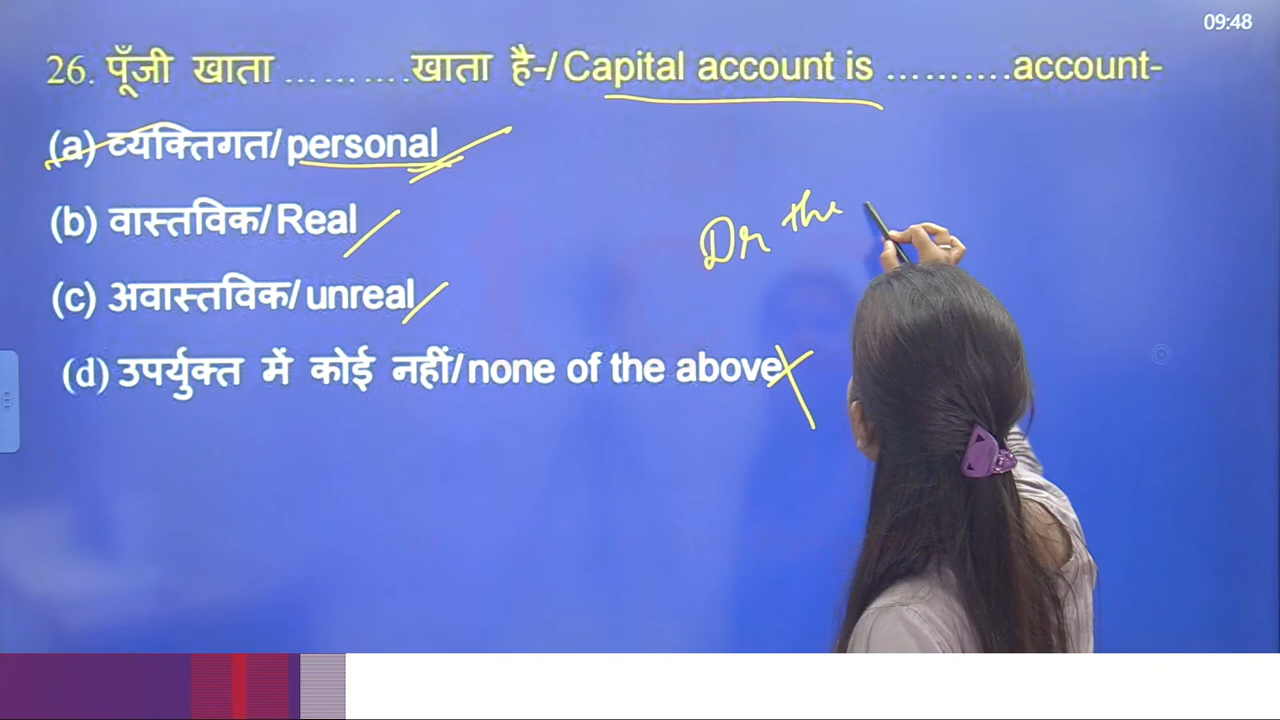 09:48
26. पूँजी खाता ……….खाता है-/Capital account is ……….account-
(a) व्यक्तिगत/personal
(b) वास्तविक/Real
(c) अवास्तविक/unreal
(d) उपर्युक्त में कोई नहीं/none of the above
Dr the